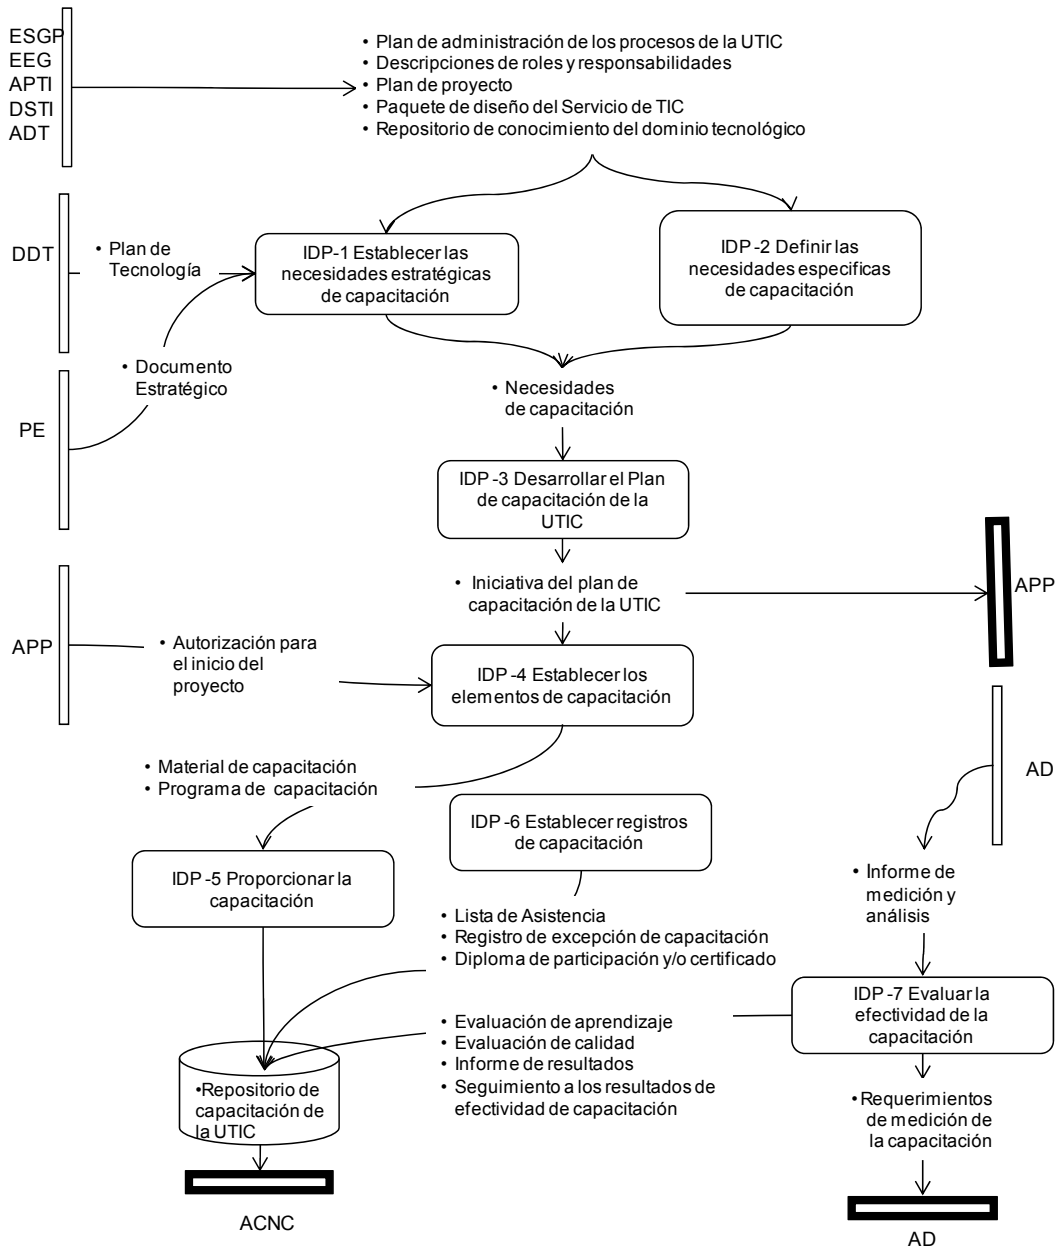 ESGP
EEG
APTI
DSTI
ADT
• Plan de administración de los procesos de la UTIC
• Descripciones de roles y responsabilidades
• Plan de proyecto
• Paquete de diseño del Servicio de TIC
• Repositorio de conocimiento del dominio tecnológico
DDT
• Plan de
Tecnología
IDP-1 Establecer las
necesidades estratégicas
de capacitación
IDP -2 Definir las
necesidades especificas
de capacitación
• Documento
Estratégico
PE
• Necesidades
de capacitación
IDP -3 Desarrollar el Plan
de capacitación de la
UTIC
• Iniciativa del plan de
capacitación de la UTIC
APP
APP
• Autorización para
el inicio del
proyecto
IDP -4 Establecer los
elementos de capacitación
• Material de capacitación
• Programa de capacitación
AD
IDP -6 Establecer registros
de capacitación
IDP -5 Proporcionar la
capacitación
• Informe de
medición y
análisis
• Lista de Asistencia
• Registro de excepción de capacitación
• Diploma de participación y/o certificado
IDP -7 Evaluar la
efectividad de la
capacitación
• Evaluación de aprendizaje
• Evaluación de calidad
• Informe de resultados
• Seguimiento a los resultados de
efectividad de capacitación
•Repositorio de
capacitación de
la UTIC
•Requerimientos
de medición de
la capacitación
ACNC
AD